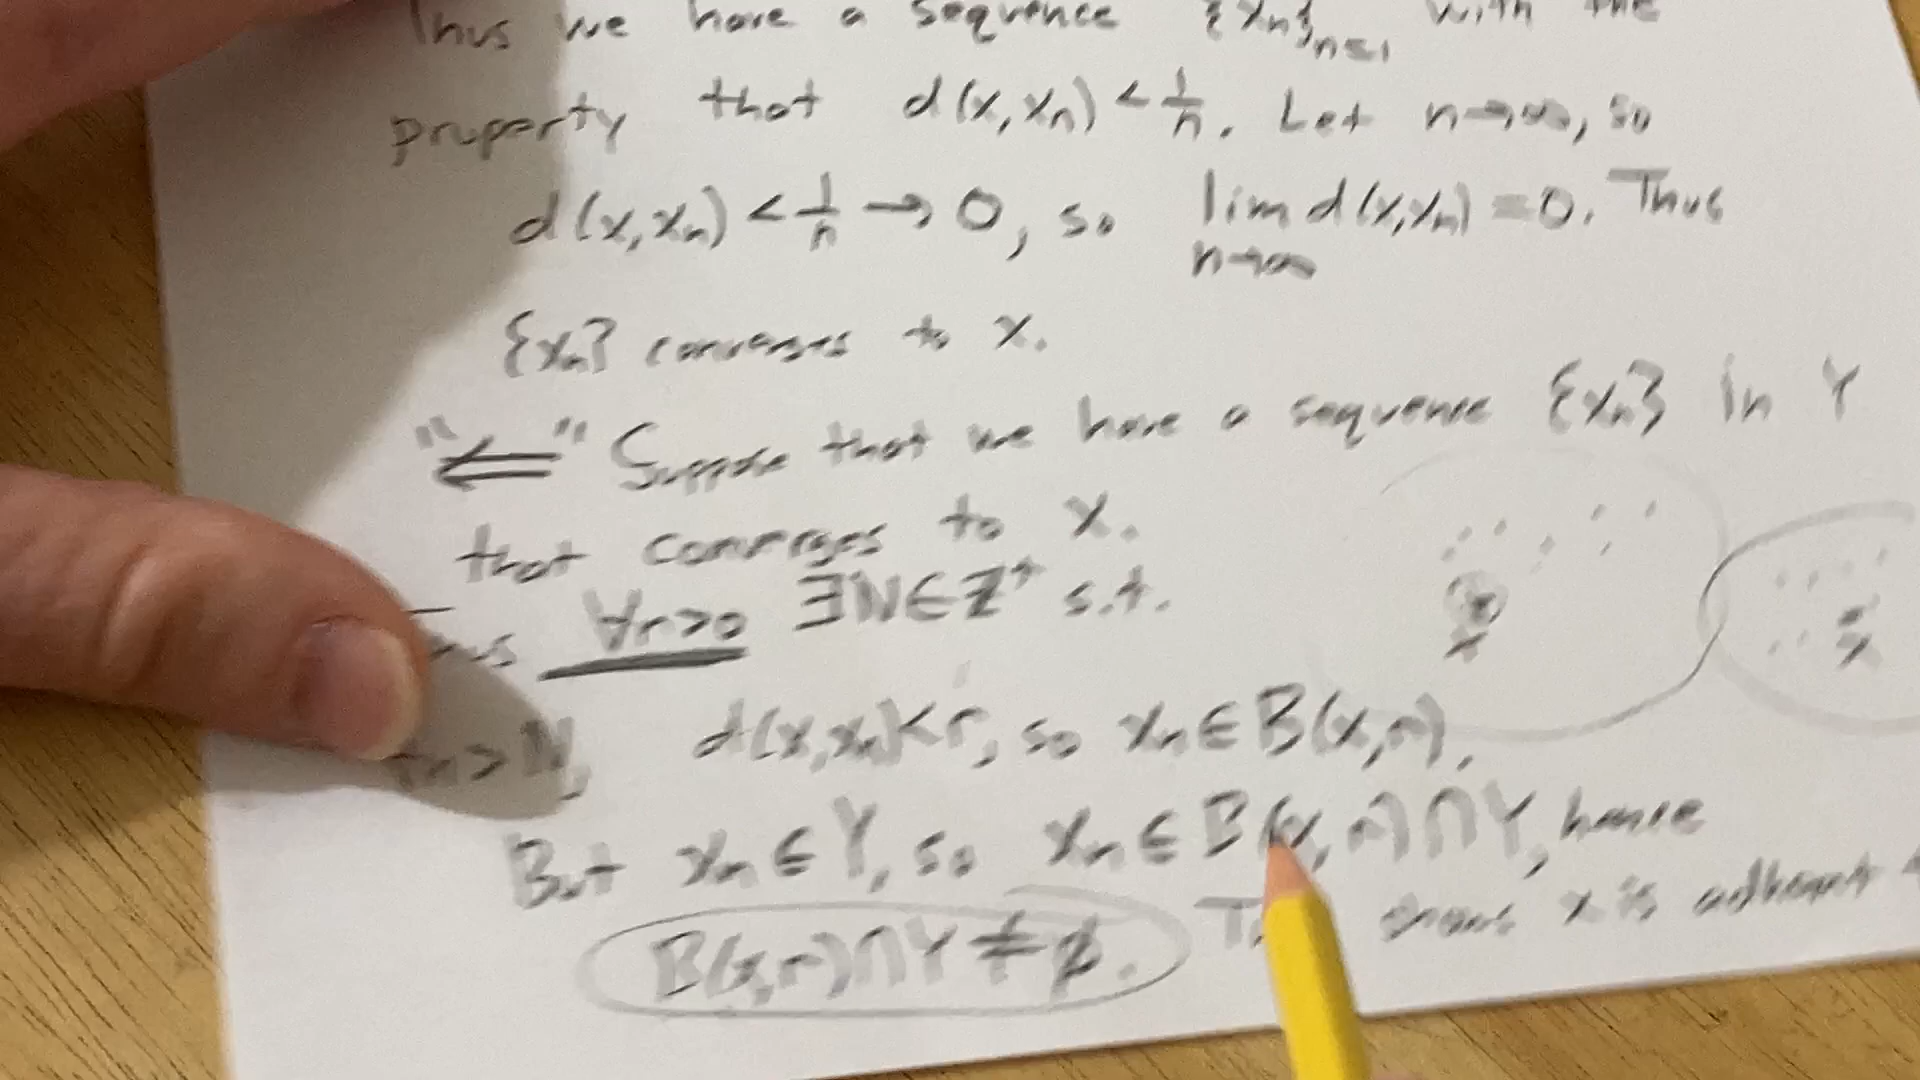 Thus we have a sequence {xn}n≥1 with the
property that d(x,xn) < 1/n. Let n→∞, so
d(x,xn) < 1/n → 0, so lim n→∞ d(x,xn) = 0. Thus
{xn} converges to x.
"⇐" Suppose that we have a sequence {xn} in Y
that converges to x.
∀r>0 ∃N∈Z⁺ s.t.
n>N, d(x,xn)<r, so xn∈B(x,r).
But xn∈Y, so xn∈B(x,r)∩Y, hence
B(x,r)∩Y≠∅. shows x is adherent
x
x